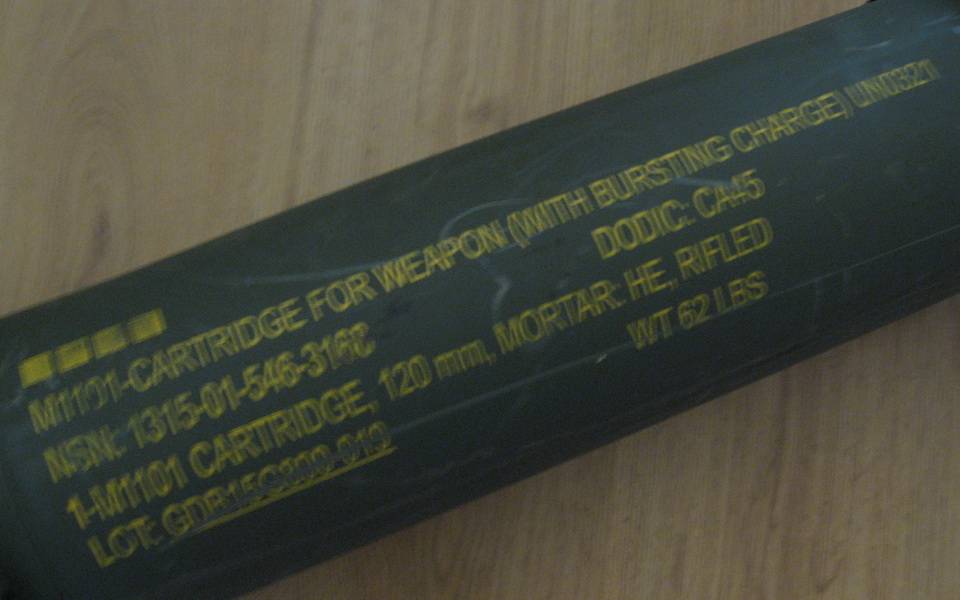 M1101-CARTRIDGE FOR WEAPON (WITH BURSTING CHARGE) UN0321
NSN: 1315-01-546-3168 DODIC: CA45
1-M1101 CARTRIDGE, 120 mm, MORTAR: HE, RIFLED
LOT: WT 62 LBS